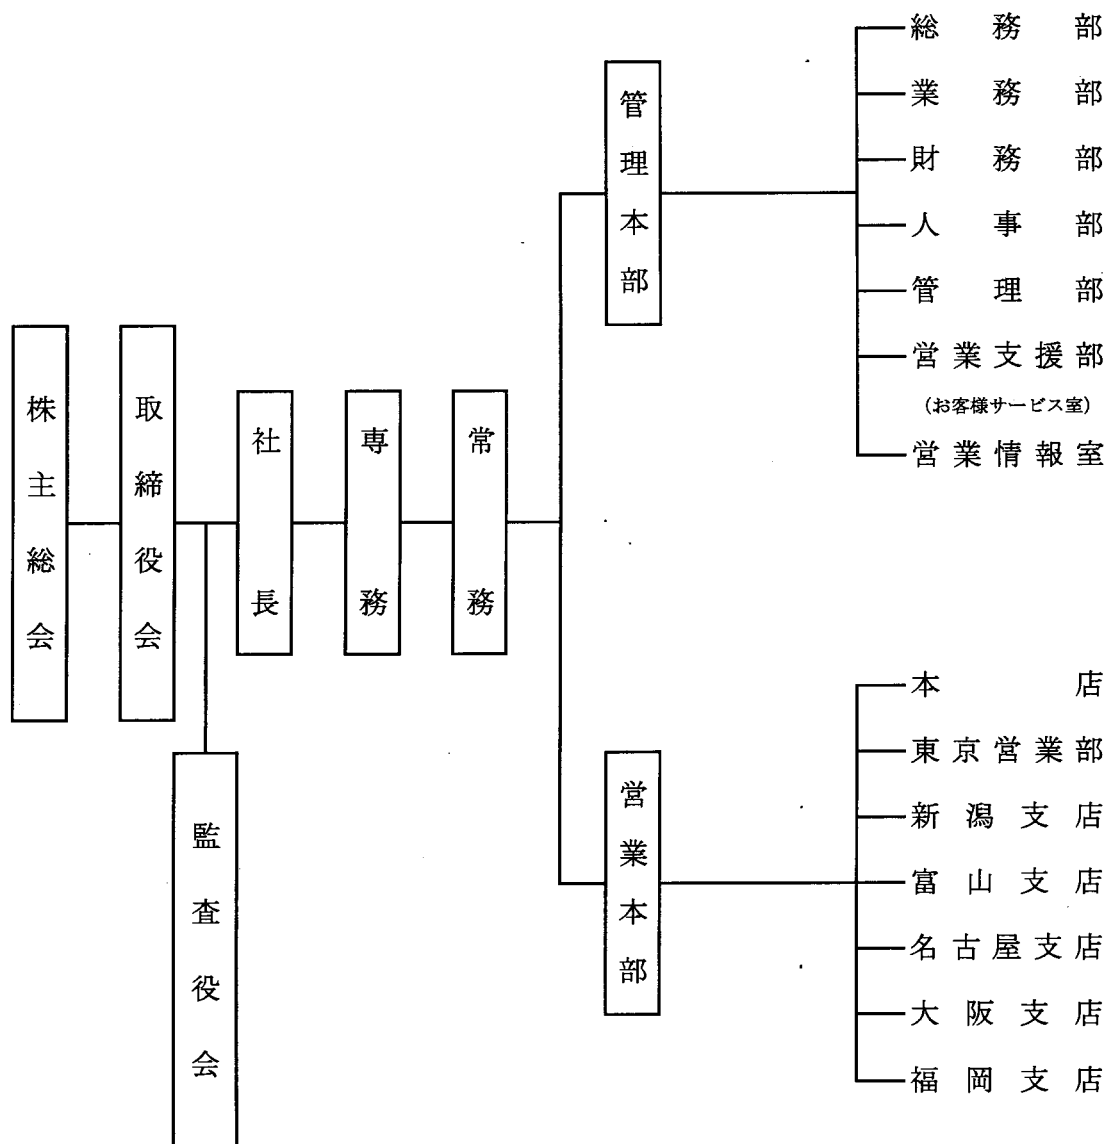 株主総会
取締役会
監査役会
社長
専務
常務
管理本部
総務部
業務部
財務部
人事部
管理部
営業支援部
(お客様サービス室)
営業情報室
営業本部
本店
東京営業部
新潟支店
富山支店
名古屋支店
大阪支店
福岡支店